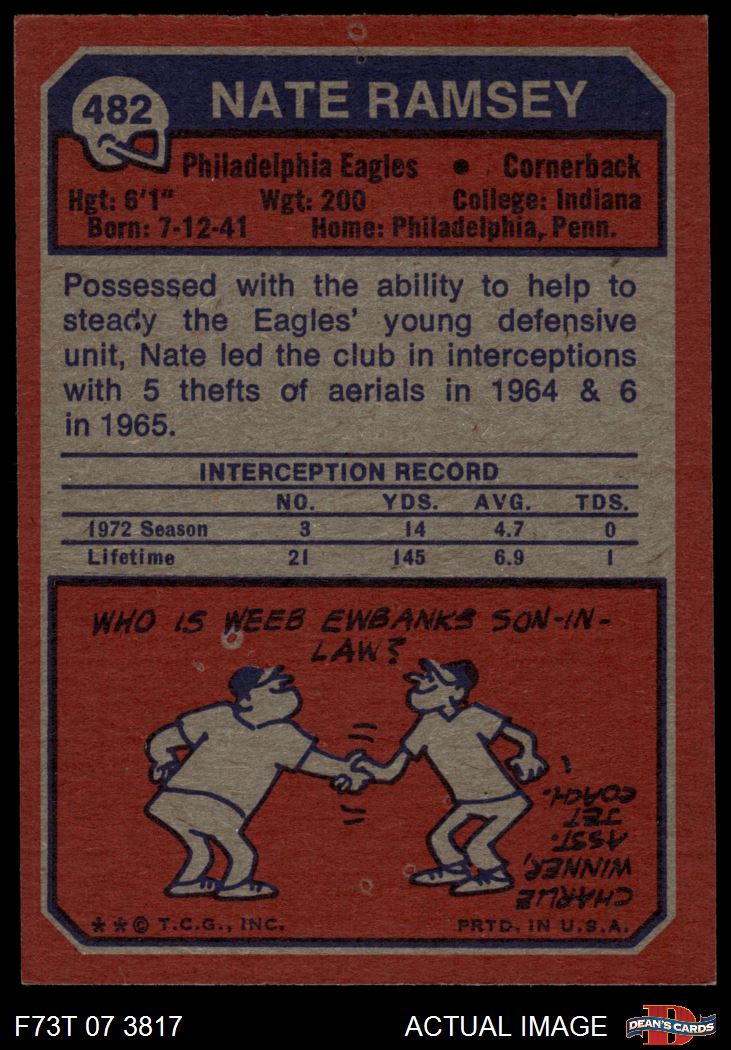 482
NATE RAMSEY
Philadelphia Eagles • Cornerback
Hgt: 6'1" Wgt: 200 College: Indiana
Born: 7-12-41 Home: Philadelphia, Penn.
Possessed with the ability to help to
steady the Eagles' young defensive
unit, Nate led the club in interceptions
with 5 thefts of aerials in 1964 & 6
in 1965.
INTERCEPTION RECORD
NO. YDS. AVG. TDS.
1972 Season 3 14 4.7 0
Lifetime 21 145 6.9 1
WHO IS WEEB EWBANKS SON-IN-
LAW?
CHARLIE
WINNER,
ASST.
JET
COACH.
** © T.C.G., INC. PRTD. IN U.S.A.
F73T 07 3817 ACTUAL IMAGE
D
DEAN'S CARDS